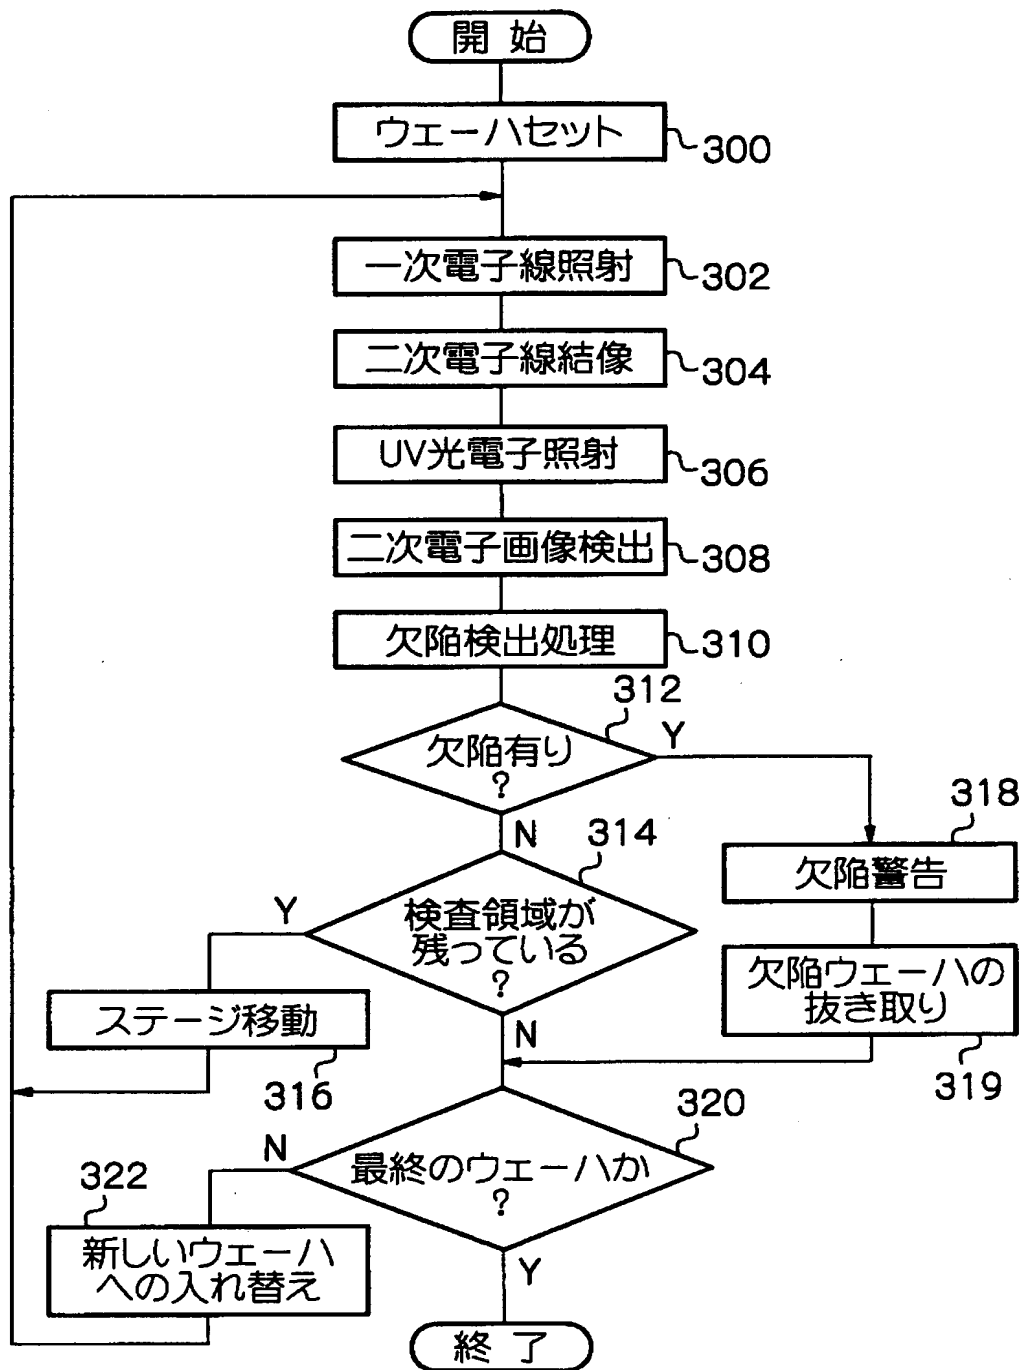 開始
ウェーハセット
300
一次電子線照射
302
二次電子線結像
304
UV光電子照射
306
二次電子画像検出
308
欠陥検出処理
310
312
欠陥有り
?
Y
N
314
318
欠陥警告
検査領域が
残っている
?
Y
N
欠陥ウェーハの
抜き取り
319
ステージ移動
316
320
最終のウェーハか
?
N
Y
322
新しいウェーハ
への入れ替え
終了